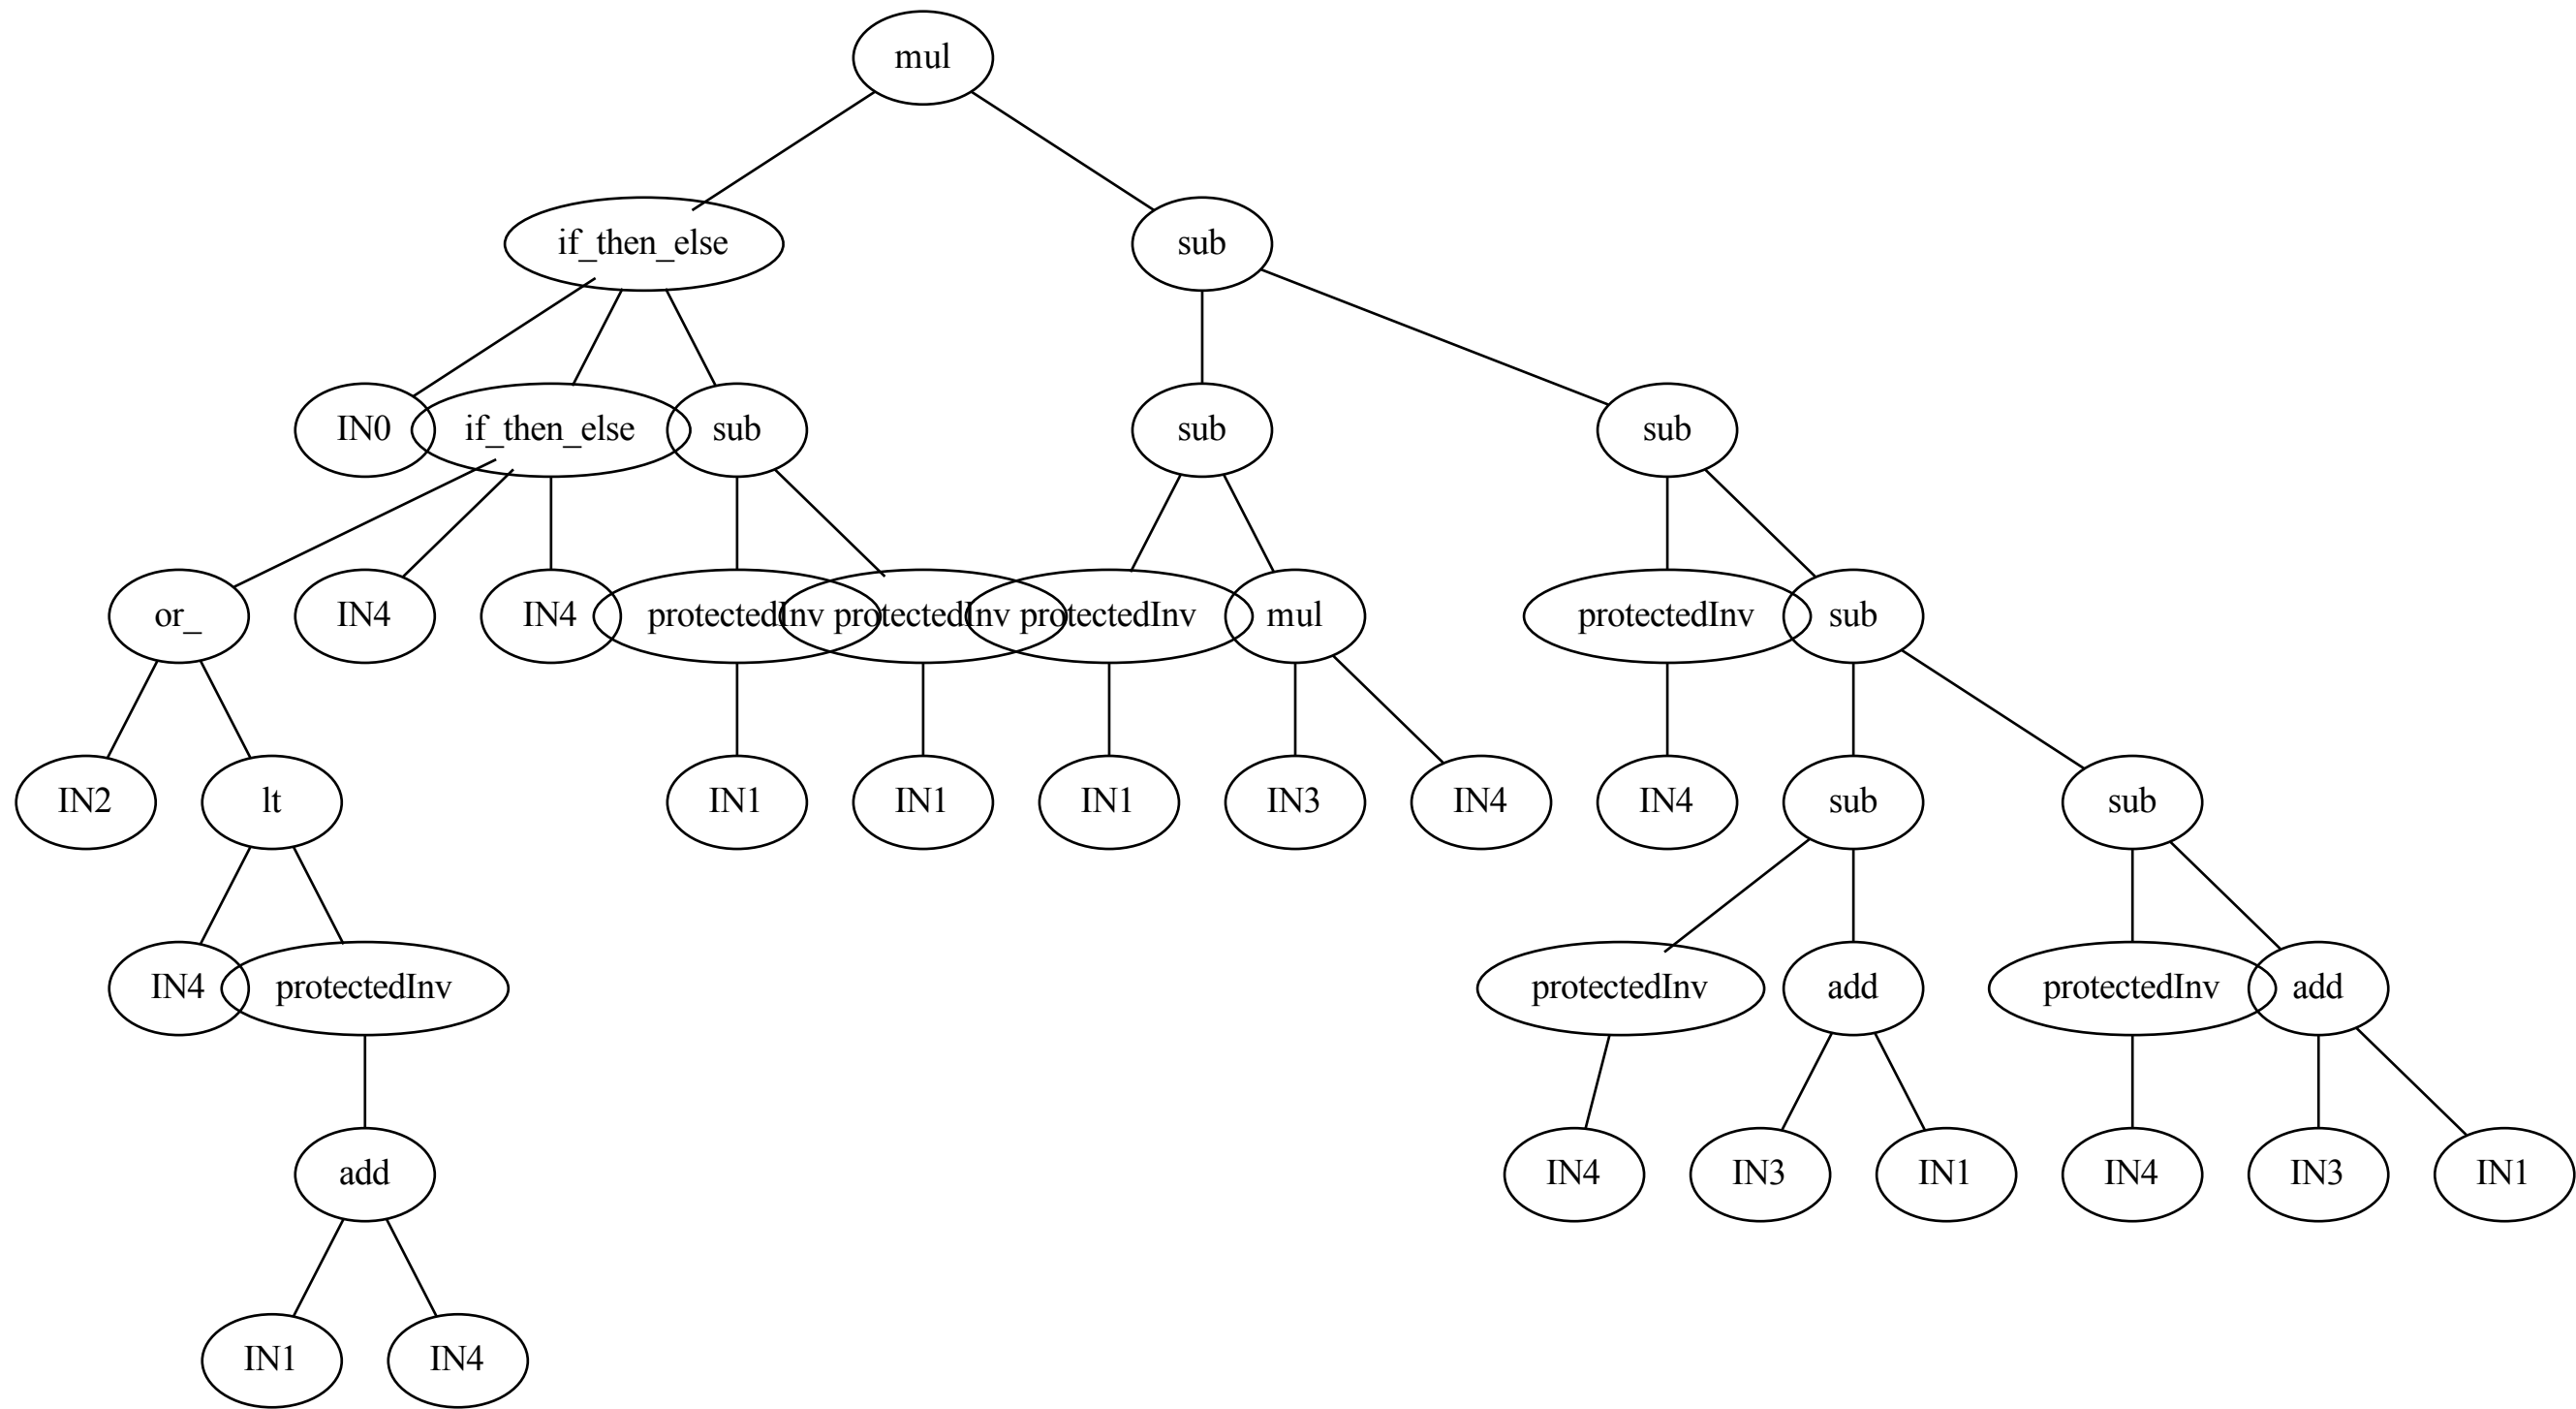 mul
if_then_else sub
IN0 if_then_else sub sub sub
or_ IN4 IN4 protectedInv protectedInv protectedInv mul protectedInv sub
IN2 lt IN1 IN1 IN1 IN3 IN4 IN4 sub sub
IN4 protectedInv protectedInv add protectedInv add
add IN4 IN3 IN1 IN4 IN3 IN1
IN1 IN4